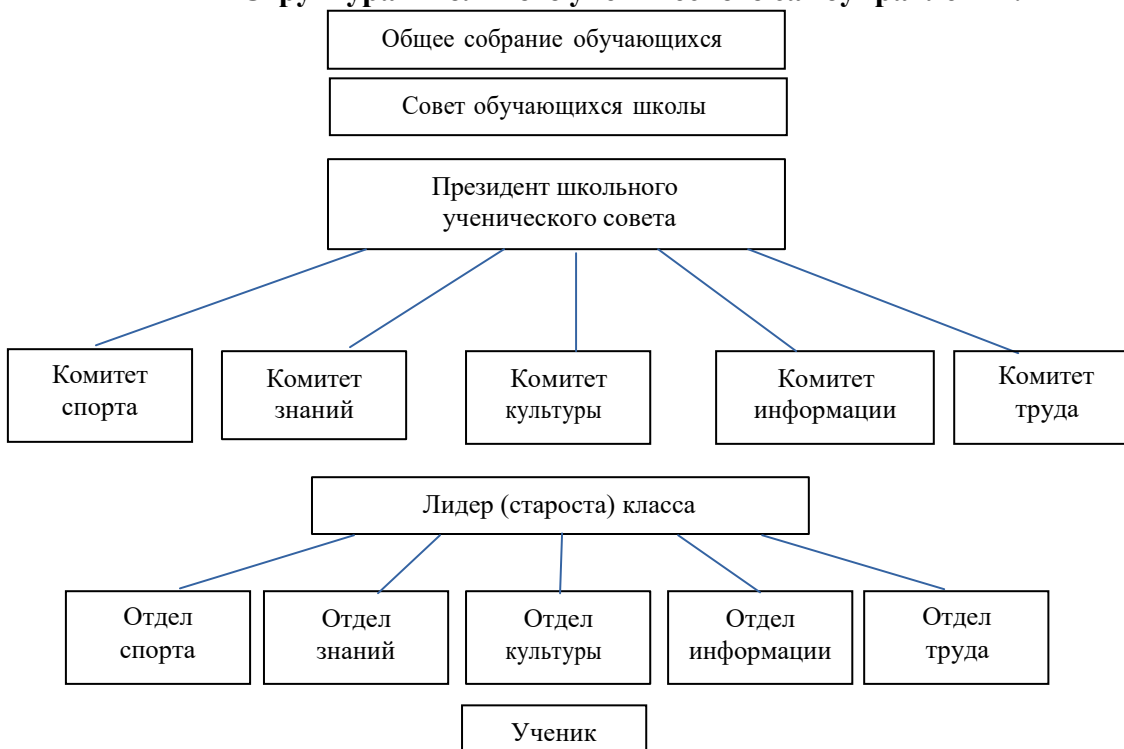 Общее собрание обучающихся
Совет обучающихся школы
Президент школьного
ученического совета
Комитет
спорта
Комитет
знаний
Комитет
культуры
Комитет
информации
Комитет
труда
Лидер (староста) класса
Отдел
спорта
Отдел
знаний
Отдел
культуры
Отдел
информации
Отдел
труда
Ученик